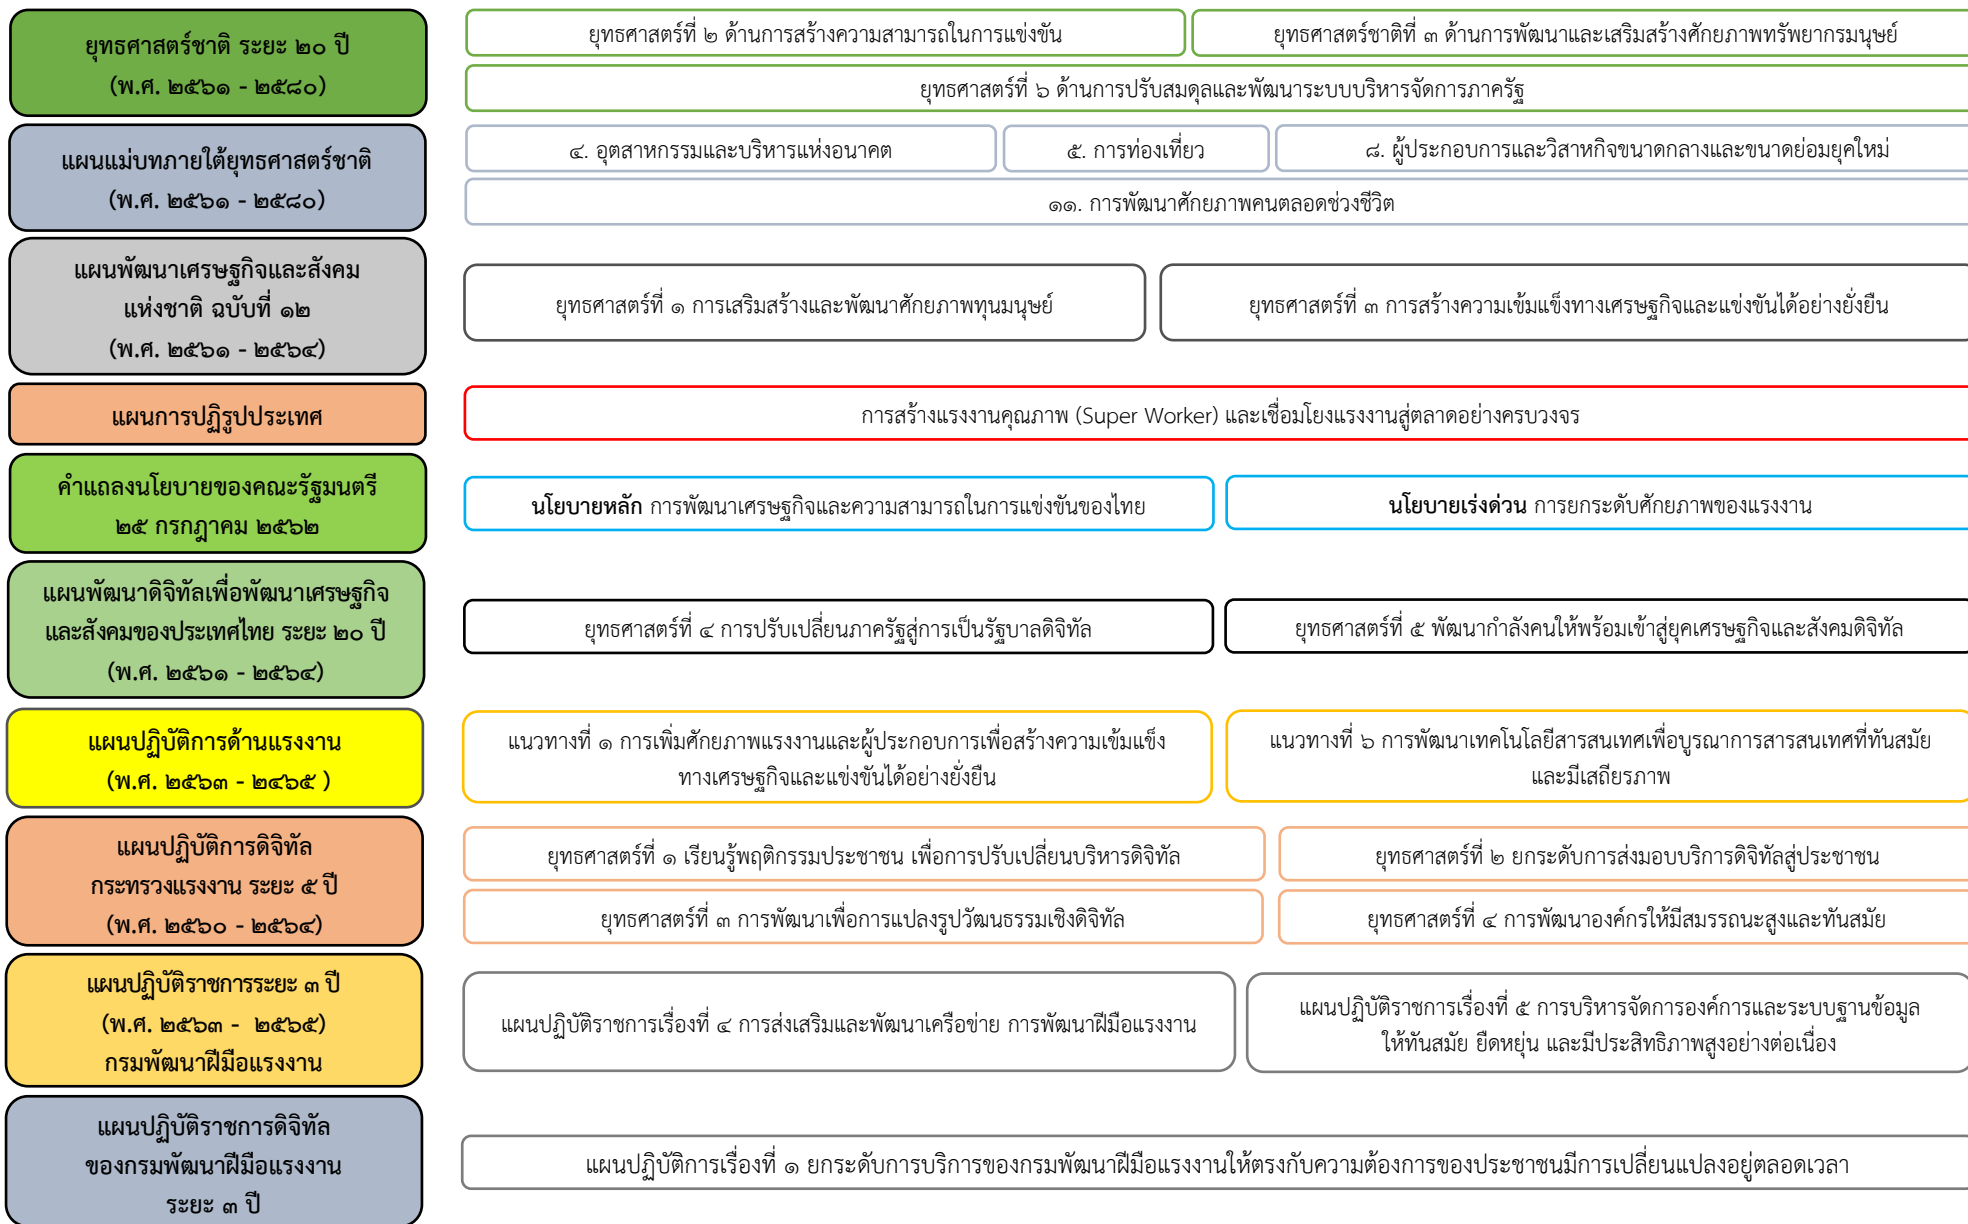 ยุทธศาสตร์ชาติ ระยะ ๒๐ ปี
(พ.ศ. ๒๕๖๑ - ๒๕๘๐)
ยุทธศาสตร์ที่ ๒ ด้านการสร้างความสามารถในการแข่งขัน
ยุทธศาสตร์ชาติที่ ๓ ด้านการพัฒนาและเสริมสร้างศักยภาพทรัพยากรมนุษย์
ยุทธศาสตร์ที่ ๖ ด้านการปรับสมดุลและพัฒนาระบบบริหารจัดการภาครัฐ
แผนแม่บทภายใต้ยุทธศาสตร์ชาติ
(พ.ศ. ๒๕๖๑ - ๒๕๘๐)
๔. อุตสาหกรรมและบริหารแห่งอนาคต
๕. การท่องเที่ยว
๘. ผู้ประกอบการและวิสาหกิจขนาดกลางและขนาดย่อมยุคใหม่
๑๑. การพัฒนาศักยภาพคนตลอดช่วงชีวิต
แผนพัฒนาเศรษฐกิจและสังคม
แห่งชาติ ฉบับที่ ๑๒
(พ.ศ. ๒๕๖๑ - ๒๕๖๔)
ยุทธศาสตร์ที่ ๑ การเสริมสร้างและพัฒนาศักยภาพทุนมนุษย์
ยุทธศาสตร์ที่ ๓ การสร้างความเข้มแข็งทางเศรษฐกิจและแข่งขันได้อย่างยั่งยืน
แผนการปฏิรูปประเทศ
การสร้างแรงงานคุณภาพ (Super Worker) และเชื่อมโยงแรงงานสู่ตลาดอย่างครบวงจร
คำแถลงนโยบายของคณะรัฐมนตรี
๒๕ กรกฎาคม ๒๕๖๒
นโยบายหลัก การพัฒนาเศรษฐกิจและความสามารถในการแข่งขันของไทย
นโยบายเร่งด่วน การยกระดับศักยภาพของแรงงาน
แผนพัฒนาดิจิทัลเพื่อพัฒนาเศรษฐกิจ
และสังคมของประเทศไทย ระยะ ๒๐ ปี
(พ.ศ. ๒๕๖๑ - ๒๕๖๔)
ยุทธศาสตร์ที่ ๔ การปรับเปลี่ยนภาครัฐสู่การเป็นรัฐบาลดิจิทัล
ยุทธศาสตร์ที่ ๕ พัฒนากำลังคนให้พร้อมเข้าสู่ยุคเศรษฐกิจและสังคมดิจิทัล
แผนปฏิบัติการด้านแรงงาน
(พ.ศ. ๒๕๖๓ - ๒๔๖๕ )
แนวทางที่ ๑ การเพิ่มศักยภาพแรงงานและผู้ประกอบการเพื่อสร้างความเข้มแข็ง
ทางเศรษฐกิจและแข่งขันได้อย่างยั่งยืน
แนวทางที่ ๖ การพัฒนาเทคโนโลยีสารสนเทศเพื่อบูรณาการสารสนเทศที่ทันสมัย
และมีเสถียรภาพ
แผนปฏิบัติการดิจิทัล
กระทรวงแรงงาน ระยะ ๕ ปี
(พ.ศ. ๒๕๖๐ - ๒๕๖๔)
ยุทธศาสตร์ที่ ๑ เรียนรู้พฤติกรรมประชาชน เพื่อการปรับเปลี่ยนบริหารดิจิทัล
ยุทธศาสตร์ที่ ๒ ยกระดับการส่งมอบบริการดิจิทัลสู่ประชาชน
ยุทธศาสตร์ที่ ๓ การพัฒนาเพื่อการแปลงรูปวัฒนธรรมเชิงดิจิทัล
ยุทธศาสตร์ที่ ๔ การพัฒนาองค์กรให้มีสมรรถนะสูงและทันสมัย
แผนปฏิบัติราชการระยะ ๓ ปี
(พ.ศ. ๒๕๖๓ - ๒๕๖๕)
กรมพัฒนาฝีมือแรงงาน
แผนปฏิบัติราชการเรื่องที่ ๔ การส่งเสริมและพัฒนาเครือข่าย การพัฒนาฝีมือแรงงาน
แผนปฏิบัติราชการเรื่องที่ ๕ การบริหารจัดการองค์การและระบบฐานข้อมูล
ให้ทันสมัย ยืดหยุ่น และมีประสิทธิภาพสูงอย่างต่อเนื่อง
แผนปฏิบัติราชการดิจิทัล
ของกรมพัฒนาฝีมือแรงงาน
ระยะ ๓ ปี
แผนปฏิบัติการเรื่องที่ ๑ ยกระดับการบริการของกรมพัฒนาฝีมือแรงงานให้ตรงกับความต้องการของประชาชนมีการเปลี่ยนแปลงอยู่ตลอดเวลา